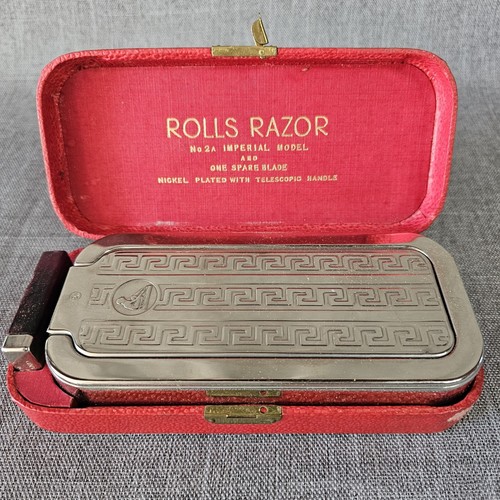 ROLLS RAZOR
No 2A IMPERIAL MODEL
AND
ONE SPARE BLADE
NICKEL PLATED WITH TELESCOPIC HANDLE